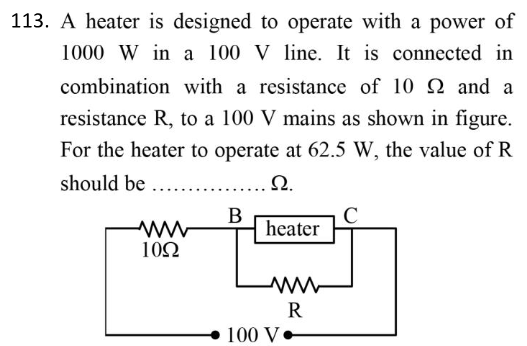 113. A heater is designed to operate with a power of
1000 W in a 100 V line. It is connected in
combination with a resistance of 10 Ω and a
resistance R, to a 100 V mains as shown in figure.
For the heater to operate at 62.5 W, the value of R
should be ................ Ω.
B
C
heater
10Ω
R
100 V